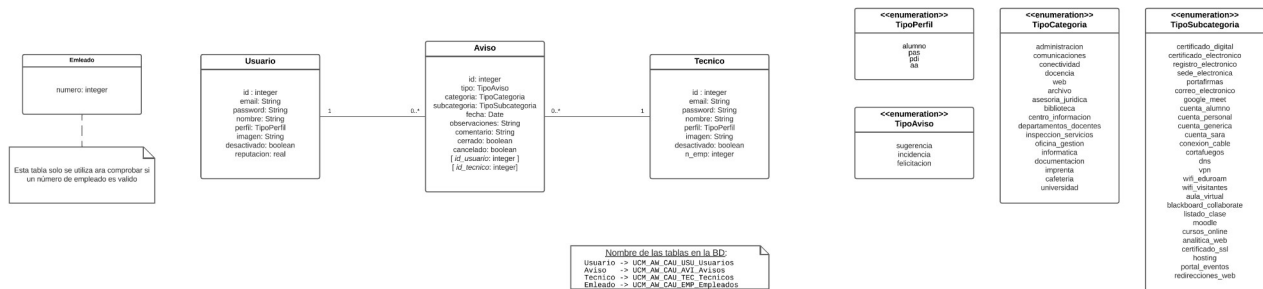 Emleado
numero: integer
Esta tabla solo se utiliza ara comprobar si
un número de empleado es valido
Usuario
id : integer
email: String
password: String
nombre: String
perfil: TipoPerfil
imagen: String
desactivado: boolean
reputacion: real
1
0..*
Aviso
id: integer
tipo: TipoAviso
categoria: TipoCategoria
subcategoria: TipoSubcategoria
fecha: Date
observaciones: String
comentario: String
cerrado: boolean
cancelado: boolean
[ id_usuario: integer ]
[ id_tecnico: integer]
0..*
1
Tecnico
id : integer
email: String
password: String
nombre: String
perfil: TipoPerfil
imagen: String
desactivado: boolean
n_emp: integer
Nombre de las tablas en la BD:
Usuario -> UCM_AW_CAU_USU_Usuarios
Aviso -> UCM_AW_CAU_AVI_Avisos
Tecnico -> UCM_AW_CAU_TEC_Tecnicos
Emleado -> UCM_AW_CAU_EMP_Empleados
<<enumeration>>
TipoPerfil
alumno
pas
pdi
aa
<<enumeration>>
TipoAviso
sugerencia
incidencia
felicitacion
<<enumeration>>
TipoCategoria
administracion
comunicaciones
conectividad
docencia
web
archivo
asesoria_juridica
biblioteca
centro_informacion
departamentos_docentes
inspeccion_servicios
oficina_gestion
informatica
documentacion
imprenta
cafeteria
universidad
<<enumeration>>
TipoSubcategoria
certificado_digital
certificado_electronico
registro_electronico
sede_electronica
portafirmas
correo_electronico
google_meet
cuenta_alumno
cuenta_personal
cuenta_generica
cuenta_sara
conexion_cable
cortafuegos
dns
vpn
wifi_eduroam
wifi_visitantes
aula_virtual
blackboard_collaborate
listado_clase
moodle
cursos_online
analitica_web
certificado_ssl
hosting
portal_eventos
redirecciones_web